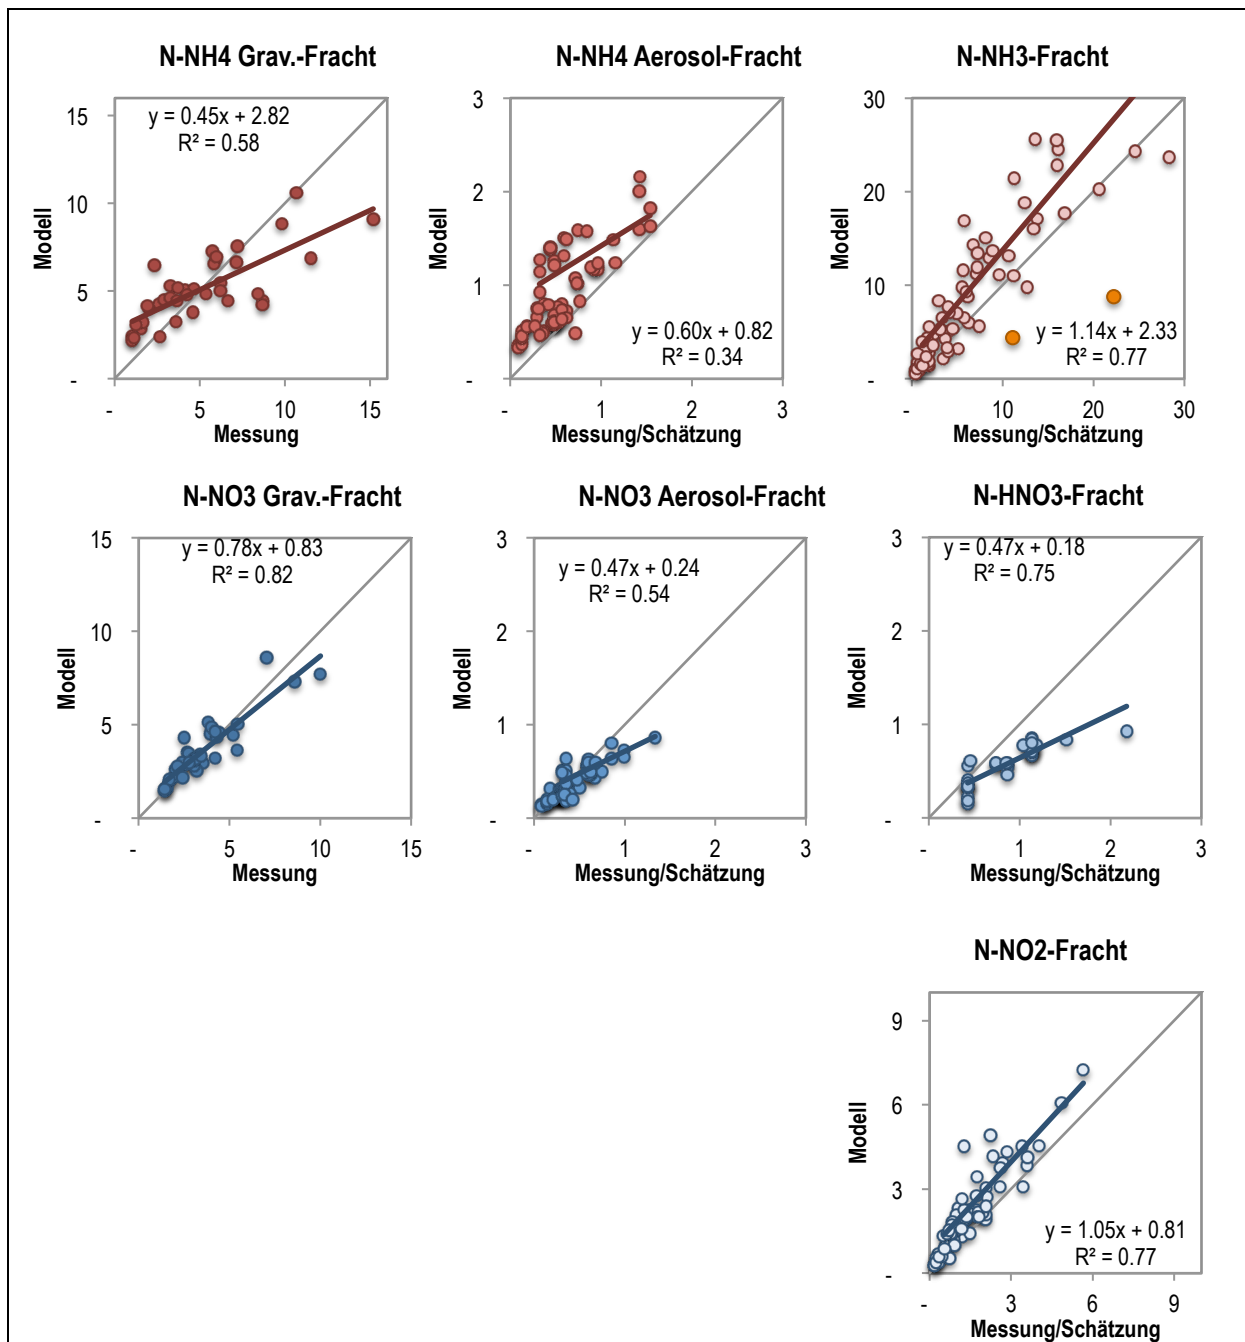 N-NH4 Grav.-Fracht
y = 0.45x + 2.82
R² = 0.58
15
10
5
-
Modell
-
5
10
15
Messung
N-NH4 Aerosol-Fracht
3
2
1
-
Modell
y = 0.60x + 0.82
R² = 0.34
-
1
2
3
Messung/Schätzung
N-NH3-Fracht
30
20
10
-
Modell
y = 1.14x + 2.33
R² = 0.77
-
10
20
30
Messung/Schätzung
N-NO3 Grav.-Fracht
15
y = 0.78x + 0.83
R² = 0.82
10
5
-
Modell
-
5
10
15
Messung
N-NO3 Aerosol-Fracht
3
y = 0.47x + 0.24
R² = 0.54
2
1
-
Modell
-
1
2
3
Messung/Schätzung
N-HNO3-Fracht
3
y = 0.47x + 0.18
R² = 0.75
2
1
-
Modell
-
1
2
3
Messung/Schätzung
N-NO2-Fracht
9
6
3
-
Modell
y = 1.05x + 0.81
R² = 0.77
-
3
6
9
Messung/Schätzung